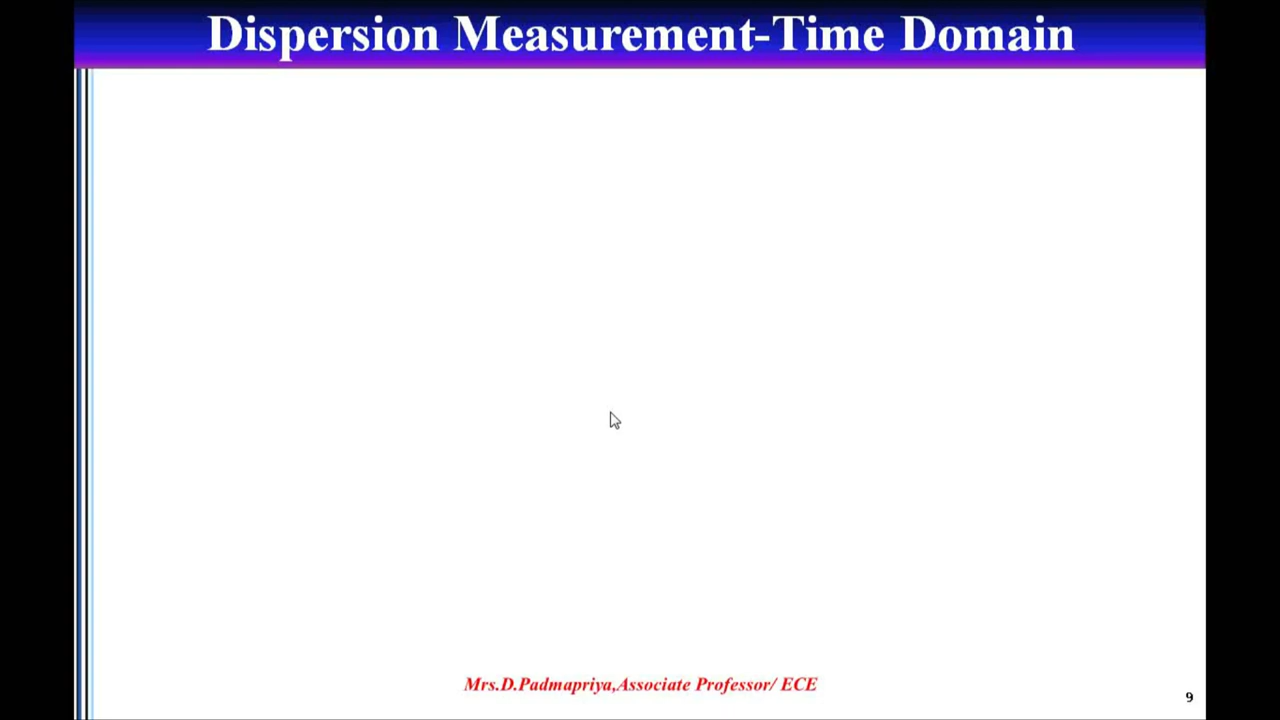 Dispersion Measurement-Time Domain
Mrs.D.Padmapriya,Associate Professor/ ECE
9